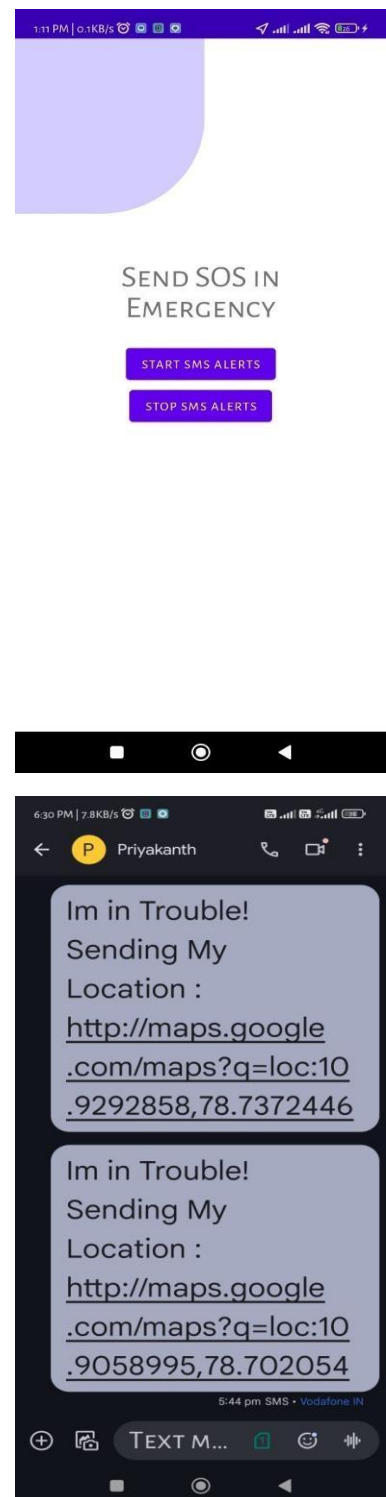 1:11 PM | 0.1KB/s
SEND SOS IN
EMERGENCY
START SMS ALERTS
STOP SMS ALERTS
6:30 PM | 7.8KB/s
P Priyakanth
Im in Trouble!
Sending My
Location :
http://maps.google
.com/maps?q=loc:10
.9292858,78.7372446
Im in Trouble!
Sending My
Location :
http://maps.google
.com/maps?q=loc:10
.9058995,78.702054
5:44 pm SMS • Vodafone IN
TEXT M... 1